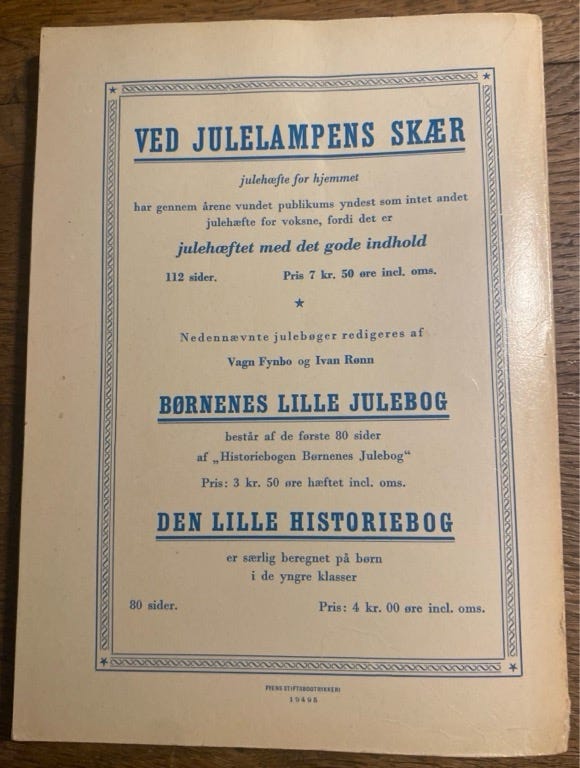 VED JULELAMPENS SKÆR
julehæfte for hjemmet
har gennem årene vundet publikums yndest som intet andet
julehæfte for voksne, fordi det er
julehæftet med det gode indhold
112 sider. Pris 7 kr. 50 øre incl. oms.
Nedennævnte julebøger redigeres af
Vagn Fynbo og Ivan Rønn
BØRNENES LILLE JULEBOG
består af de første 80 sider
af „Historiebogen Børnenes Julebog"
Pris: 3 kr. 50 øre hæftet incl. oms.
DEN LILLE HISTORIEBOG
er særlig beregnet på børn
i de yngre klasser
80 sider. Pris: 4 kr. 00 øre incl. oms.
FYENS STIFTSBOGTRYKKERI
19495